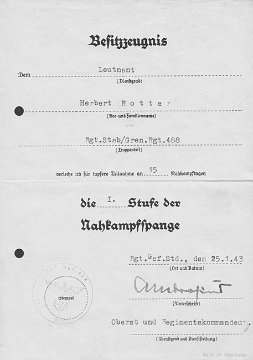 Besitzzeugnis
Dem Leutnant
(Dienstgrad)
Herbert Rotter
(Vor- und Familienname)
Rgt.Stab/Gren.Rgt.488
(Truppenteil)
verleihe ich für tapfere Teilnahme an 15 Nahkampftagen
die I. Stufe der
Nahkampfspange
Rgt.Gef.Std., den 25.1.43
(Ort und Datum)
(Unterschrift)
Oberst und Regimentskommandeur
(Dienstgrad und Dienststellung)